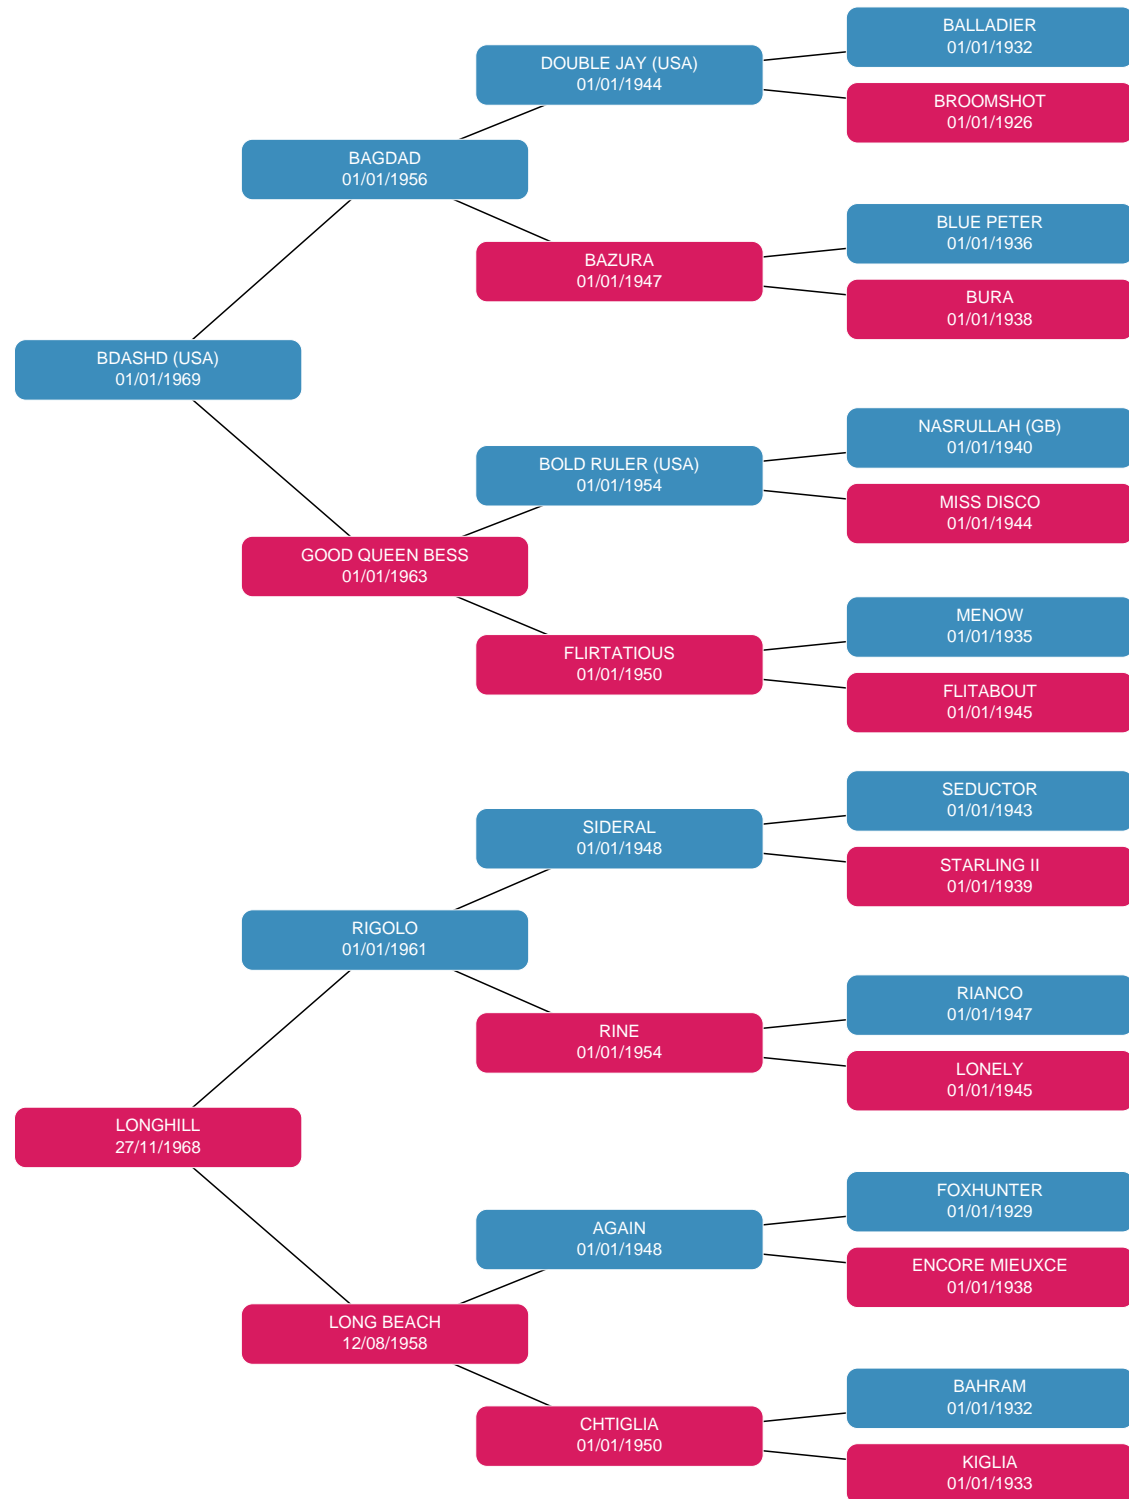 BALLADIER
01/01/1932
DOUBLE JAY (USA)
01/01/1944
BROOMSHOT
01/01/1926
BAGDAD
01/01/1956
BLUE PETER
01/01/1936
BAZURA
01/01/1947
BURA
01/01/1938
BDASHD (USA)
01/01/1969
NASRULLAH (GB)
01/01/1940
BOLD RULER (USA)
01/01/1954
MISS DISCO
01/01/1944
GOOD QUEEN BESS
01/01/1963
MENOW
01/01/1935
FLIRTATIOUS
01/01/1950
FLITABOUT
01/01/1945
SEDUCTOR
01/01/1943
SIDERAL
01/01/1948
STARLING II
01/01/1939
RIGOLO
01/01/1961
RIANCO
01/01/1947
RINE
01/01/1954
LONELY
01/01/1945
LONGHILL
27/11/1968
FOXHUNTER
01/01/1929
AGAIN
01/01/1948
ENCORE MIEUXCE
01/01/1938
LONG BEACH
12/08/1958
BAHRAM
01/01/1932
CHTIGLIA
01/01/1950
KIGLIA
01/01/1933